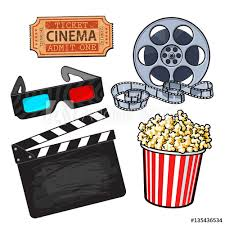 TICKET
CINEMA
ADMIT ONE
#135436534